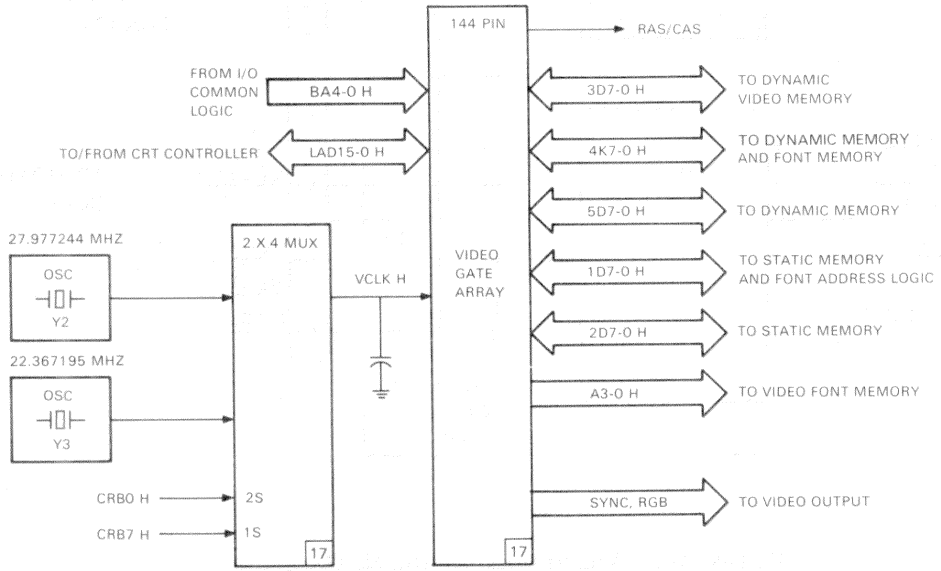 144 PIN
RAS/CAS
FROM I/O
COMMON
LOGIC
BA4-0 H
3D7-0 H
TO DYNAMIC
VIDEO MEMORY
TO/FROM CRT CONTROLLER
LAD15-0 H
4K7-0 H
TO DYNAMIC MEMORY
AND FONT MEMORY
5D7-0 H
TO DYNAMIC MEMORY
27.977244 MHZ
OSC
Y2
2 X 4 MUX
VCLK H
VIDEO
GATE
ARRAY
1D7-0 H
TO STATIC MEMORY
AND FONT ADDRESS LOGIC
2D7-0 H
TO STATIC MEMORY
22.367195 MHZ
OSC
Y3
A3-0 H
TO VIDEO FONT MEMORY
CRB0 H
2S
CRB7 H
1S
17
SYNC, RGB
TO VIDEO OUTPUT
17